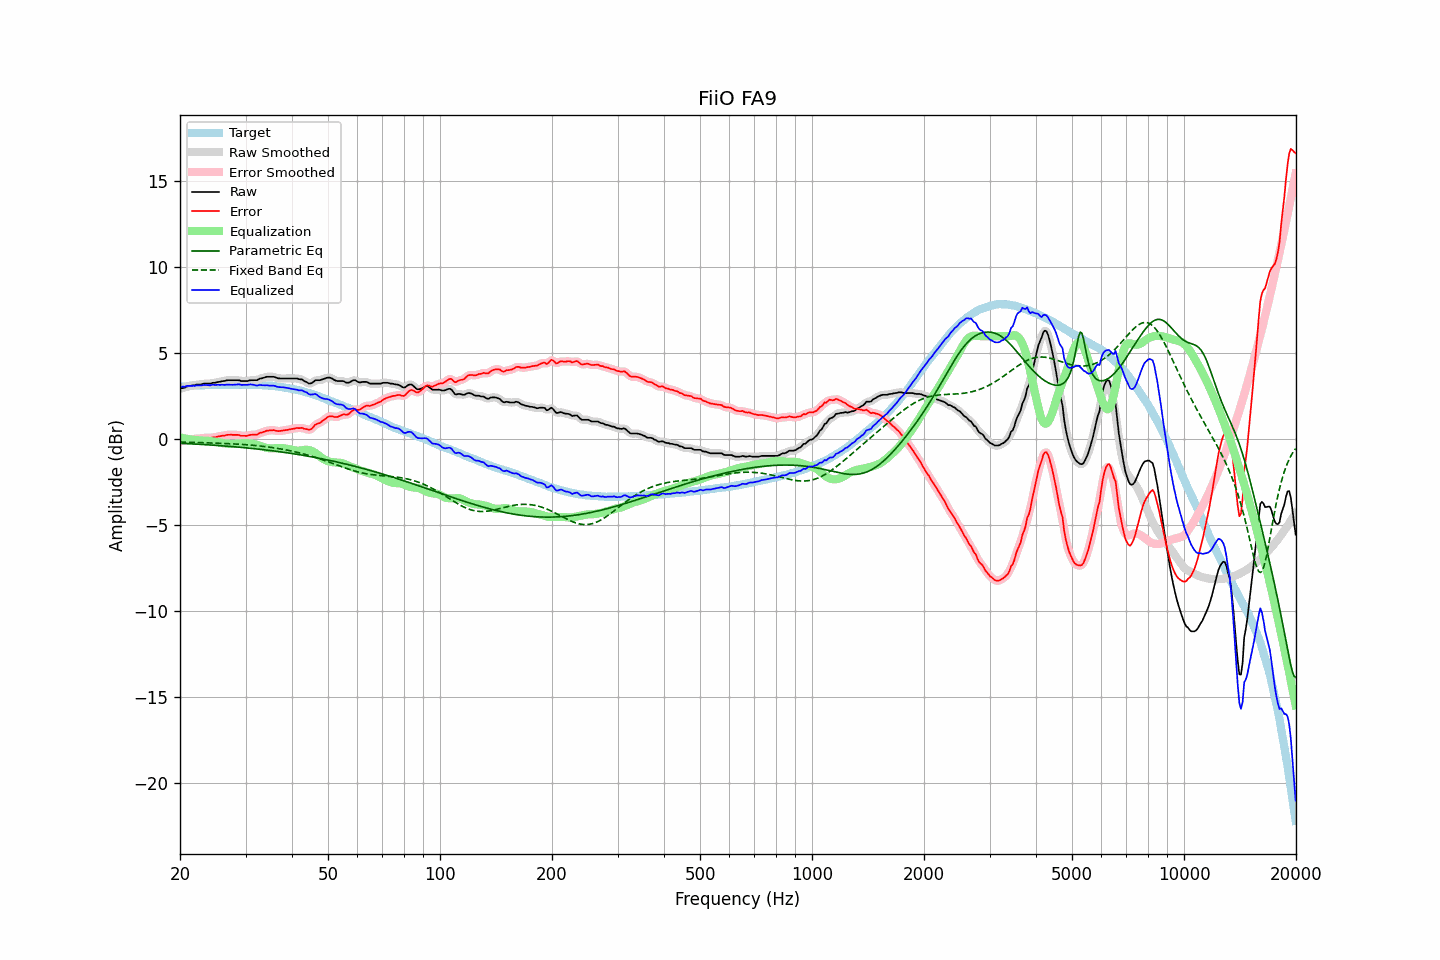 FiiO FA9
Target
Raw Smoothed
Error Smoothed
Raw
Error
Equalization
Parametric Eq
Fixed Band Eq
Equalized
Amplitude (dBr)
15
10
5
0
−5
−10
−15
−20
20 50 100 200 500 1000 2000 5000 10000 20000
Frequency (Hz)